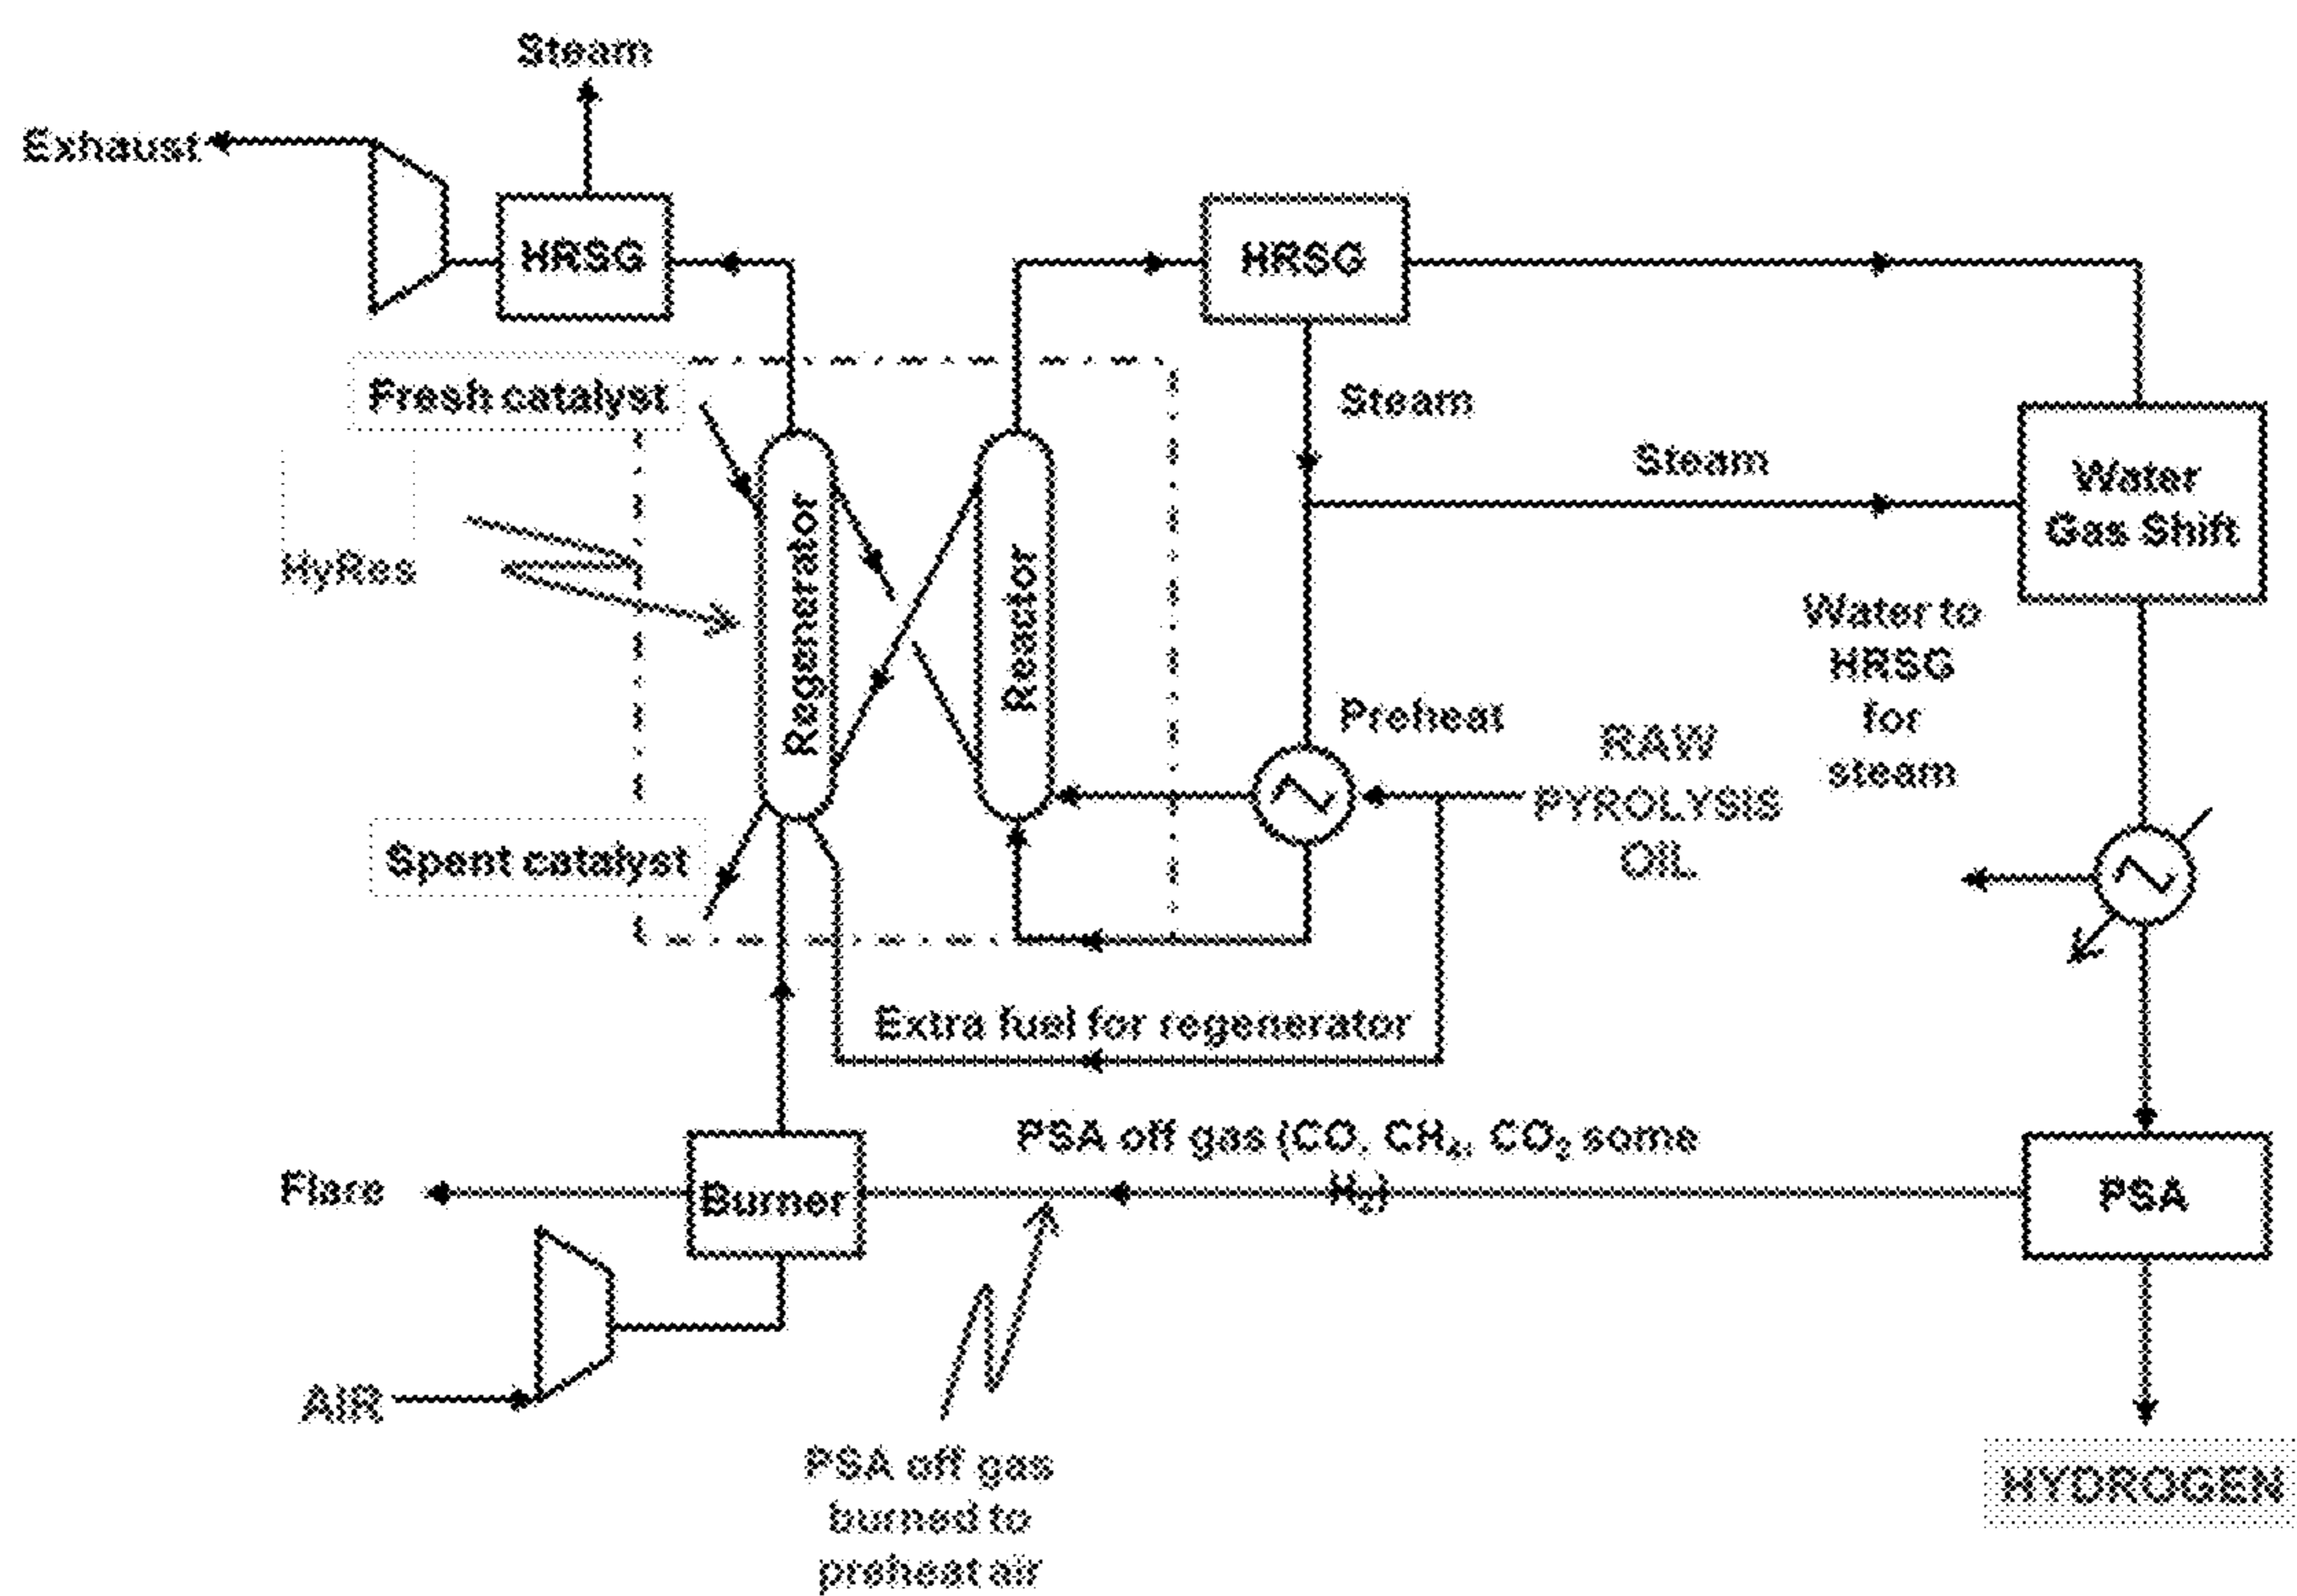 Steam
Exhaust
HRSG
HRSG
Fresh catalyst
Steam
Steam
Water
Gas Shift
HyRes
Regenerator
Reactor
Water to
HRSG
for
steam
Preheat
RAW
PYROLYSIS
OIL
Spent catalyst
Extra fuel for regenerator
PSA off gas (CO, CH₄, CO₂ some
H₂)
Flare
Burner
PSA
AIR
PSA off gas
burned to
preheat air
HYDROGEN